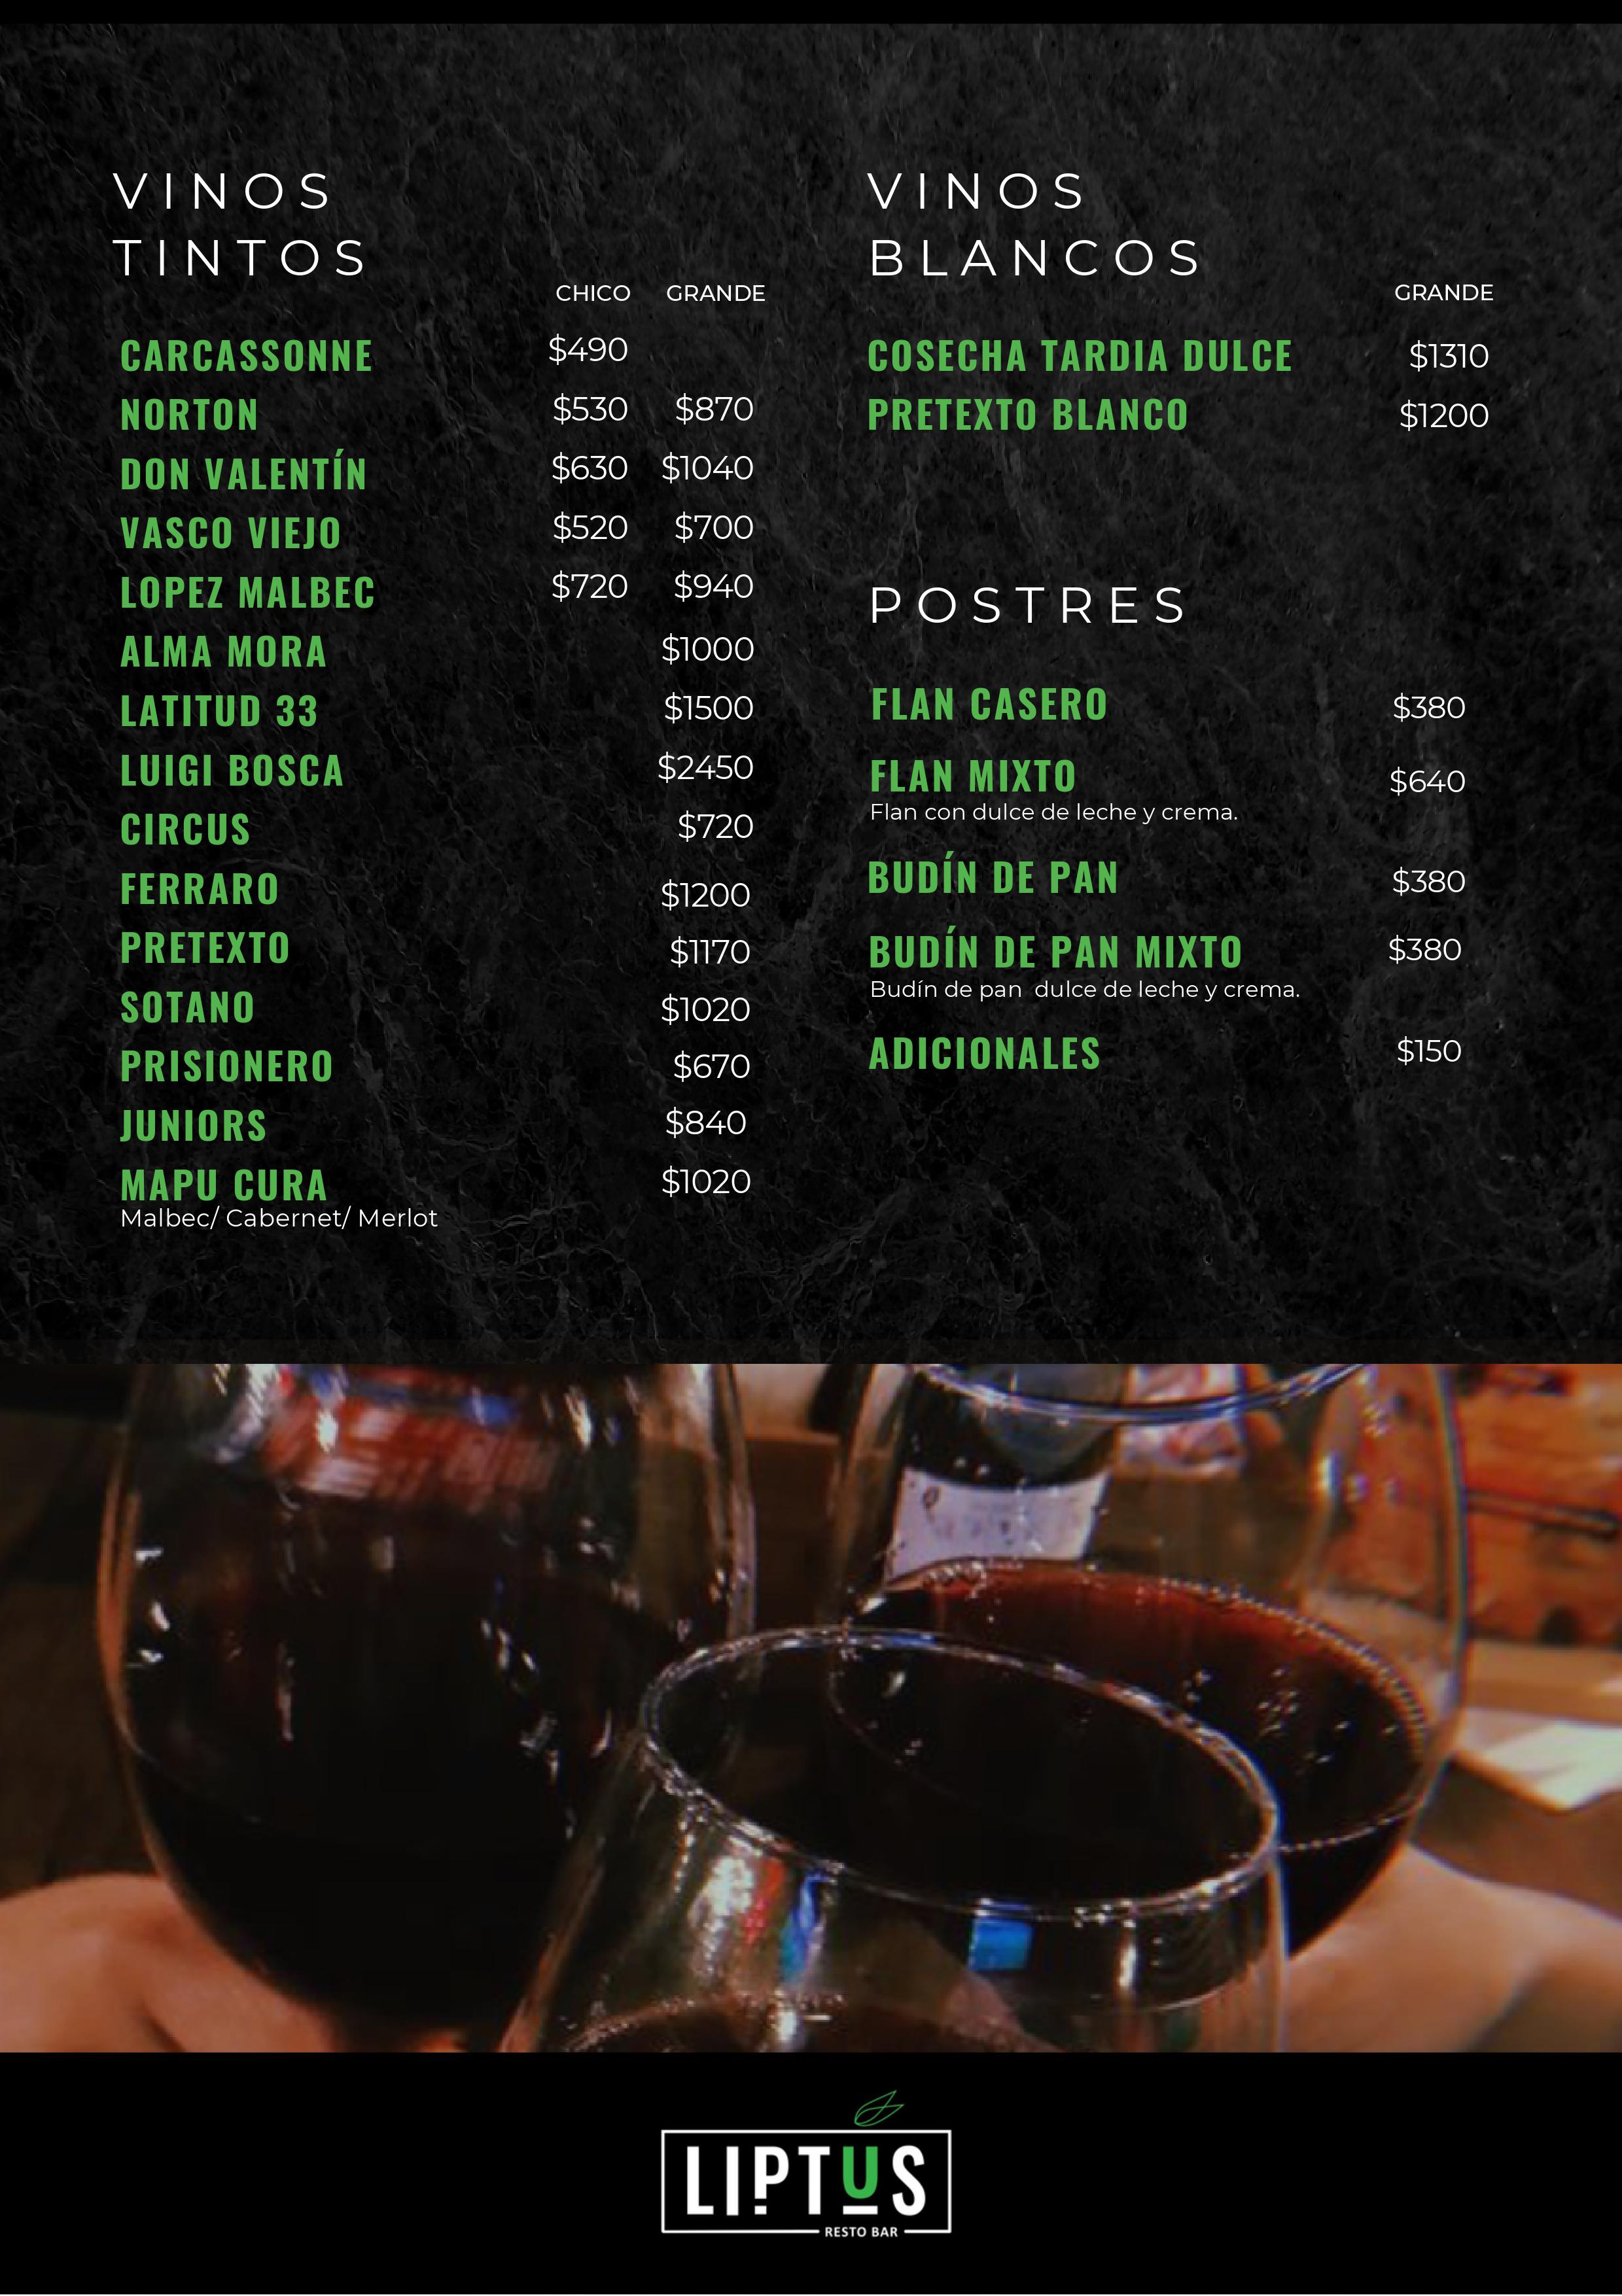 VINOS
TINTOS
CHICO GRANDE
CARCASSONNE $490
NORTON $530 $870
DON VALENTÍN $630 $1040
VASCO VIEJO $520 $700
LOPEZ MALBEC $720 $940
ALMA MORA $1000
LATITUD 33 $1500
LUIGI BOSCA $2450
CIRCUS $720
FERRARO $1200
PRETEXTO $1170
SOTANO $1020
PRISIONERO $670
JUNIORS $840
MAPU CURA $1020
Malbec/ Cabernet/ Merlot
VINOS
BLANCOS
GRANDE
COSECHA TARDIA DULCE $1310
PRETEXTO BLANCO $1200
POSTRES
FLAN CASERO $380
FLAN MIXTO $640
Flan con dulce de leche y crema.
BUDÍN DE PAN $380
BUDÍN DE PAN MIXTO $380
Budín de pan  dulce de leche y crema.
ADICIONALES $150
LIPTUS
RESTO BAR